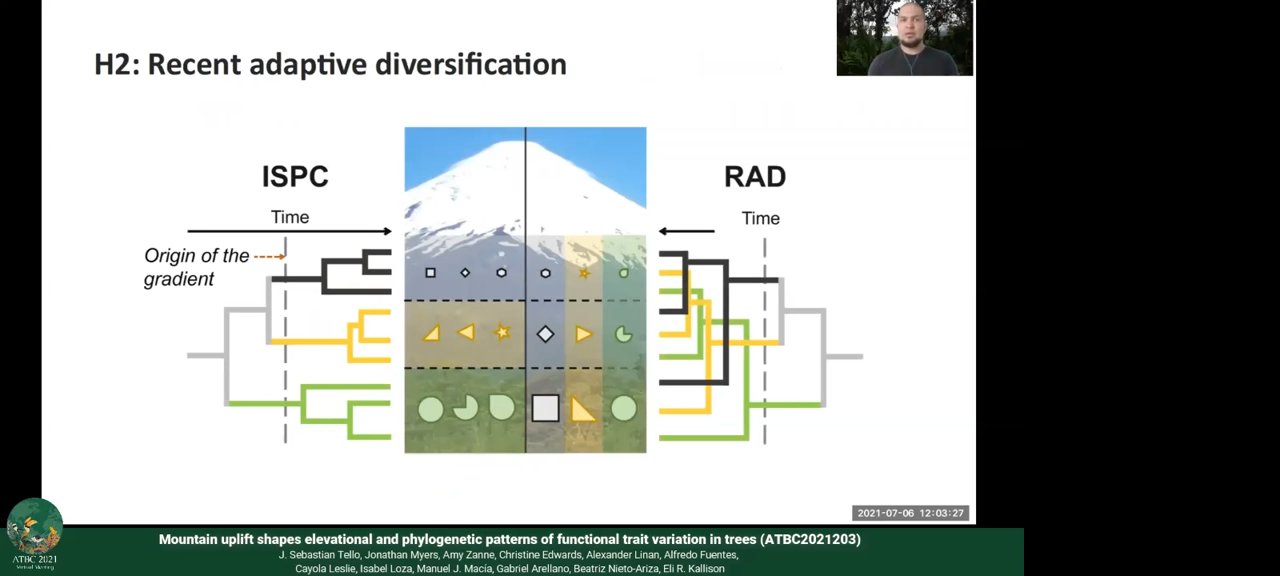 H2: Recent adaptive diversification
ISPC
RAD
Time
Time
Origin of the
gradient
2021-07-06 12:03:27
Mountain uplift shapes elevational and phylogenetic patterns of functional trait variation in trees (ATBC2021203)
J. Sebastian Tello, Jonathan Myers, Amy Zanne, Christine Edwards, Alexander Linan, Alfredo Fuentes,
Cayola Leslie, Isabel Loza, Manuel J. Macía, Gabriel Arellano, Beatriz Nieto-Ariza, Eli R. Kallison
ATBC 2021
Virtual Meeting